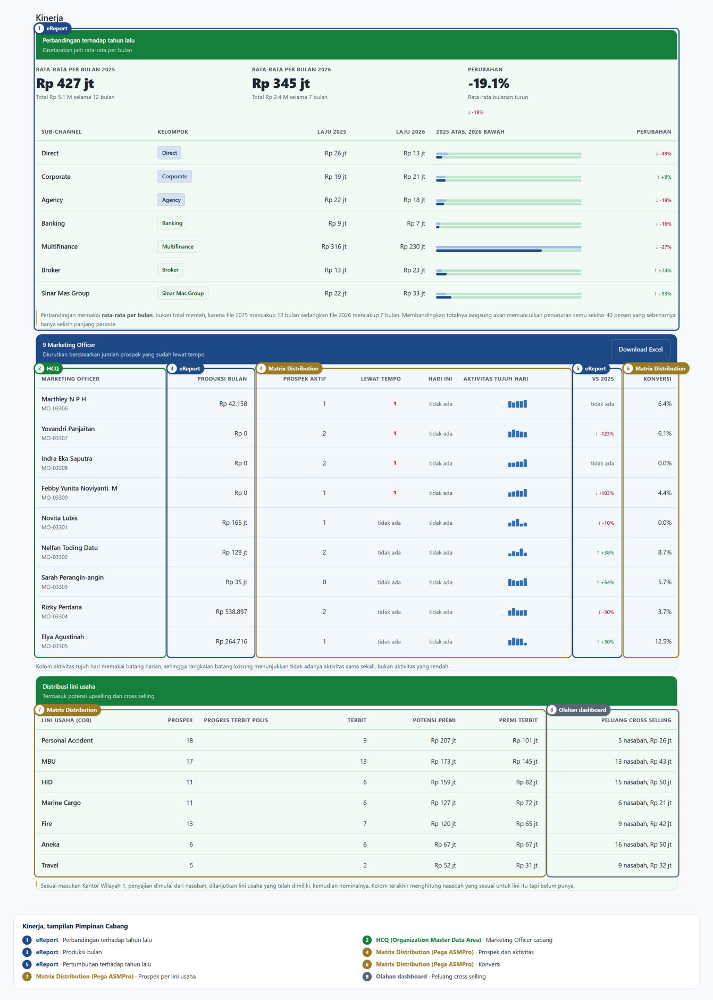 Kinerja
1 eReport
Perbandingan terhadap tahun lalu
Disetarakan jadi rata-rata per bulan
RATA-RATA PER BULAN 2025 RATA-RATA PER BULAN 2026 PERUBAHAN
Rp 427 jt Rp 345 jt -19.1%
Total Rp 5.1 M selama 12 bulan Total Rp 2.4 M selama 7 bulan Rata-rata bulanan turun
↓ -19%
SUB-CHANNEL KELOMPOK LAJU 2025 LAJU 2026 2025 ATAS, 2026 BAWAH PERUBAHAN
Direct Direct Rp 26 jt Rp 13 jt ↓ -49%
Corporate Corporate Rp 19 jt Rp 21 jt ↑ +8%
Agency Agency Rp 22 jt Rp 18 jt ↓ -19%
Banking Banking Rp 9 jt Rp 7 jt ↓ -16%
Multifinance Multifinance Rp 316 jt Rp 230 jt ↓ -27%
Broker Broker Rp 13 jt Rp 23 jt ↑ +74%
Sinar Mas Group Sinar Mas Group Rp 22 jt Rp 33 jt ↑ +53%
Perbandingan memakai rata-rata per bulan, bukan total mentah, karena file 2025 mencakup 12 bulan sedangkan file 2026 mencakup 7 bulan. Membandingkan totalnya langsung akan memunculkan penurunan semu sekitar 40 persen yang sebenarnya
hanya selisih panjang periode.
9 Marketing Officer
Diurutkan berdasarkan jumlah prospek yang sudah lewat tempo
Download Excel
2 HCQ 3 eReport 4 Matrix Distribution 5 eReport 6 Matrix Distribution
MARKETING OFFICER PRODUKSI BULAN PROSPEK AKTIF LEWAT TEMPO HARI INI AKTIVITAS TUJUH HARI VS 2025 KONVERSI
Marthley N P H
MO-03306 Rp 42.158 1 1 tidak ada tidak ada 6.4%
Yovandri Panjaitan
MO-03307 Rp 0 2 1 tidak ada ↓ -123% 6.1%
Indra Eka Saputra
MO-03308 Rp 0 2 1 tidak ada tidak ada 0.0%
Febby Yunita Noviyanti. M
MO-03309 Rp 0 1 1 tidak ada ↓ -103% 4.4%
Novita Lubis
MO-03301 Rp 165 jt 1 tidak ada tidak ada ↓ -10% 0.0%
Nelfan Toding Datu
MO-03302 Rp 128 jt 2 tidak ada tidak ada ↑ +38% 8.7%
Sarah Perangin-angin
MO-03303 Rp 35 jt 0 tidak ada tidak ada ↑ +54% 5.7%
Rizky Perdana
MO-03304 Rp 538.897 2 tidak ada tidak ada ↓ -30% 3.7%
Elya Agustinah
MO-03305 Rp 264.716 1 tidak ada tidak ada ↑ +30% 12.5%
Kolom aktivitas tujuh hari memakai batang harian, sehingga rangkaian batang kosong menunjukkan tidak adanya aktivitas sama sekali, bukan aktivitas yang rendah.
Distribusi lini usaha
Termasuk potensi upselling dan cross selling
7 Matrix Distribution 8 Olahan dashboard
LINI USAHA (COB) PROSPEK PROGRES TERBIT POLIS TERBIT POTENSI PREMI PREMI TERBIT PELUANG CROSS SELLING
Personal Accident 18 9 Rp 207 jt Rp 101 jt 5 nasabah, Rp 26 jt
MBU 17 13 Rp 173 jt Rp 145 jt 13 nasabah, Rp 43 jt
HID 11 6 Rp 159 jt Rp 82 jt 15 nasabah, Rp 50 jt
Marine Cargo 11 6 Rp 127 jt Rp 72 jt 6 nasabah, Rp 21 jt
Fire 13 7 Rp 120 jt Rp 65 jt 9 nasabah, Rp 42 jt
Aneka 6 6 Rp 67 jt Rp 67 jt 16 nasabah, Rp 50 jt
Travel 5 2 Rp 52 jt Rp 31 jt 9 nasabah, Rp 32 jt
Sesuai masukan Kantor Wilayah 1, penyajian dimulai dari nasabah, dilanjutkan lini usaha yang telah dimiliki, kemudian nominalnya. Kolom terakhir menghitung nasabah yang sesuai untuk lini itu tapi belum punya.
Kinerja, tampilan Pimpinan Cabang
1 eReport · Perbandingan terhadap tahun lalu
2 HCQ (Organization Master Data Area) · Marketing Officer cabang
3 eReport · Produksi bulan
4 Matrix Distribution (Pega ASMPro) · Prospek dan aktivitas
5 eReport · Pertumbuhan terhadap tahun lalu
6 Matrix Distribution (Pega ASMPro) · Konversi
7 Matrix Distribution (Pega ASMPro) · Prospek per lini usaha
8 Olahan dashboard · Peluang cross selling